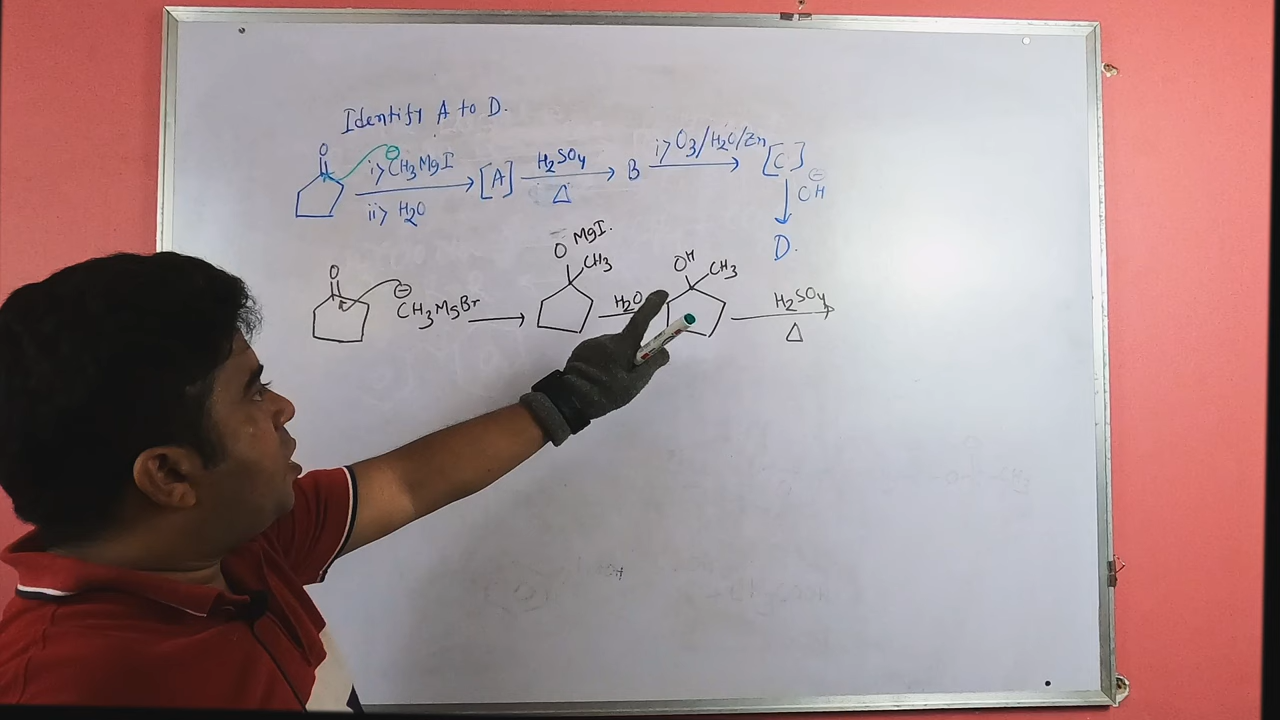 Identify A to D.
O i> ⊖CH3MgI [A] H2SO4 B i> O3/H2O/Zn [C]
ii> H2O Δ ⊖OH
D.
O ⊖CH3MgBr O MgI. CH3 H2O OH CH3 H2SO4
Δ